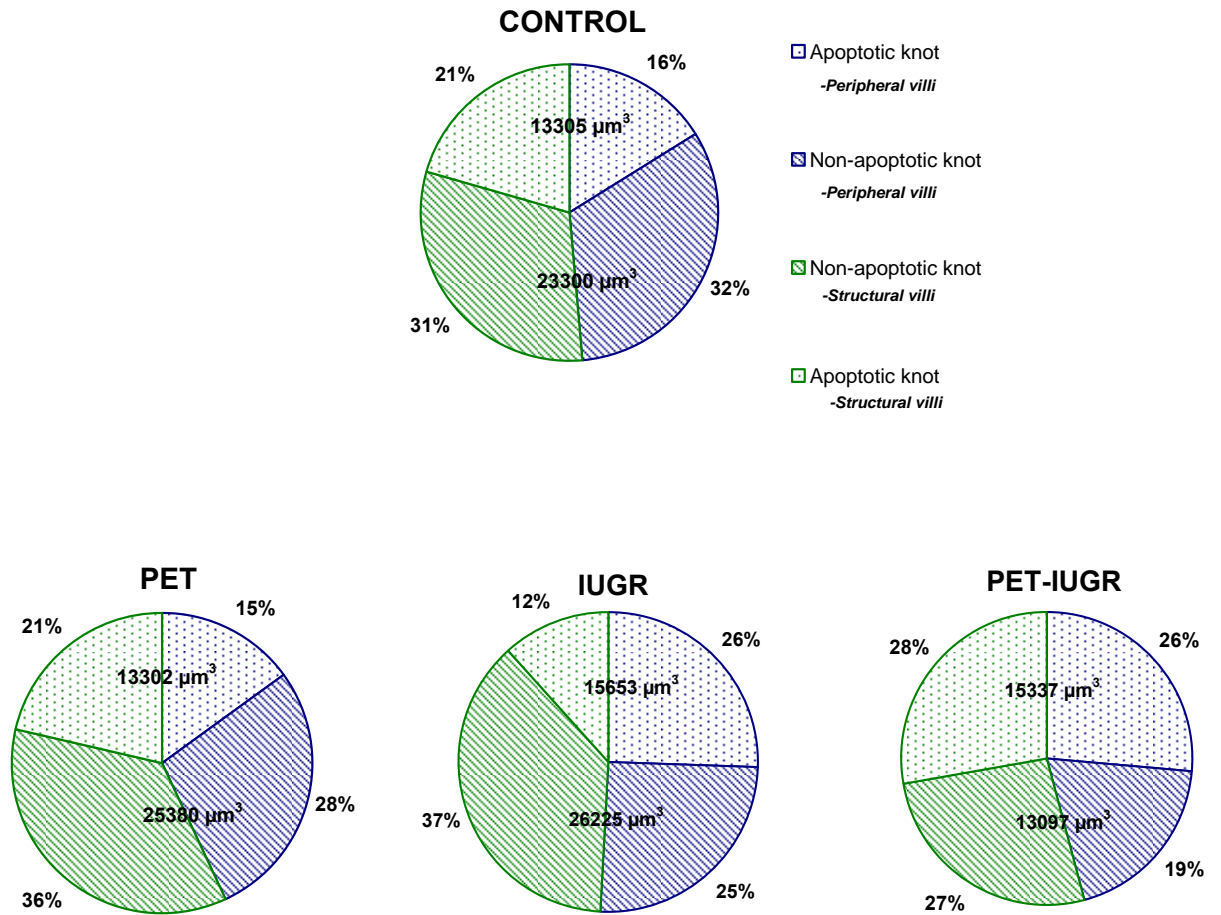 CONTROL
21%
16%
13305 µm³
23300 µm³
31%
32%
Apoptotic knot
-Peripheral villi
Non-apoptotic knot
-Peripheral villi
Non-apoptotic knot
-Structural villi
Apoptotic knot
-Structural villi
PET
21%
15%
13302 µm³
25380 µm³
28%
36%
IUGR
12%
26%
15653 µm³
26225 µm³
37%
25%
PET-IUGR
28%
26%
15337 µm³
13097 µm³
27%
19%